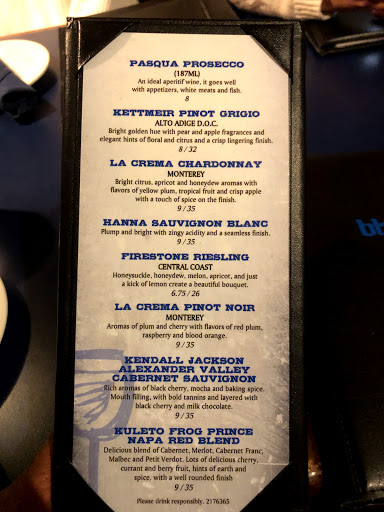 PASQUA PROSECCO
(187ML)
An ideal aperitif wine, it goes well
with appetizers, white meats and fish.
8
KETTMEIR PINOT GRIGIO
ALTO ADIGE D.O.C.
Bright golden hue with pear and apple fragrances and
elegant hints of floral and citrus and a crisp lingering finish.
8 / 32
LA CREMA CHARDONNAY
MONTEREY
Bright citrus, apricot and honeydew aromas with
flavors of yellow plum, tropical fruit and crisp apple
with a touch of spice on the finish.
9 / 35
HANNA SAUVIGNON BLANC
Plump and bright with zingy acidity and a seamless finish.
9 / 35
FIRESTONE RIESLING
CENTRAL COAST
Honeysuckle, honeydew, melon, apricot, and just
a kick of lemon create a beautiful bouquet.
6.75 / 26
LA CREMA PINOT NOIR
MONTEREY
Aromas of plum and cherry with flavors of red plum,
raspberry and blood orange.
9 / 35
KENDALL JACKSON
ALEXANDER VALLEY
CABERNET SAUVIGNON
Rich aromas of black cherry, mocha and baking spice.
Mouth filling, with bold tannins and layered with
black cherry and milk chocolate.
9 / 35
KULETO FROG PRINCE
NAPA RED BLEND
Delicious blend of Cabernet, Merlot, Cabernet Franc,
Malbec and Petit Verdot. Lots of delicious cherry,
currant and berry fruit, hints of earth and
spice, with a well rounded finish
9 / 35
Please drink responsibly. 2176365